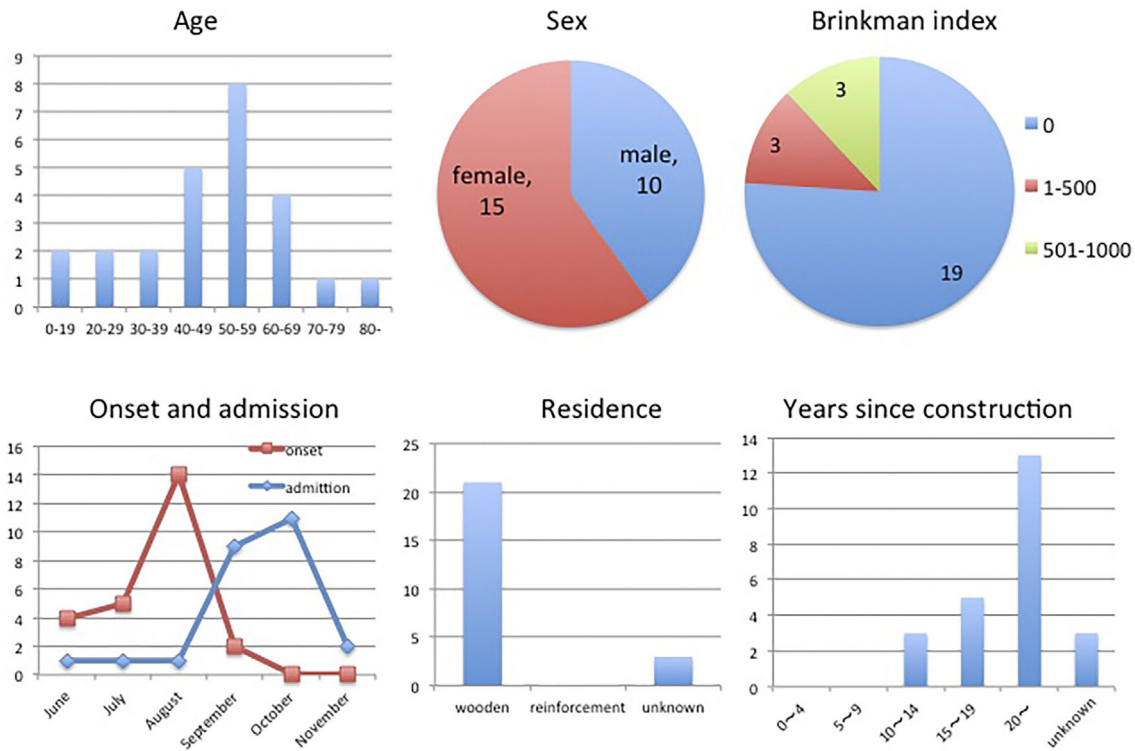 Age
9
8
7
6
5
4
3
2
1
0
0-19 20-29 30-39 40-49 50-59 60-69 70-79 80-
Sex
female,
15
male,
10
Brinkman index
3
3
19
0
1-500
501-1000
Onset and admission
16
14
12
10
8
6
4
2
0
onset
admittion
June July August September October November
Residence
25
20
15
10
5
0
wooden reinforcement unknown
Years since construction
14
12
10
8
6
4
2
0
0~4 5~9 10~14 15~19 20~ unknown